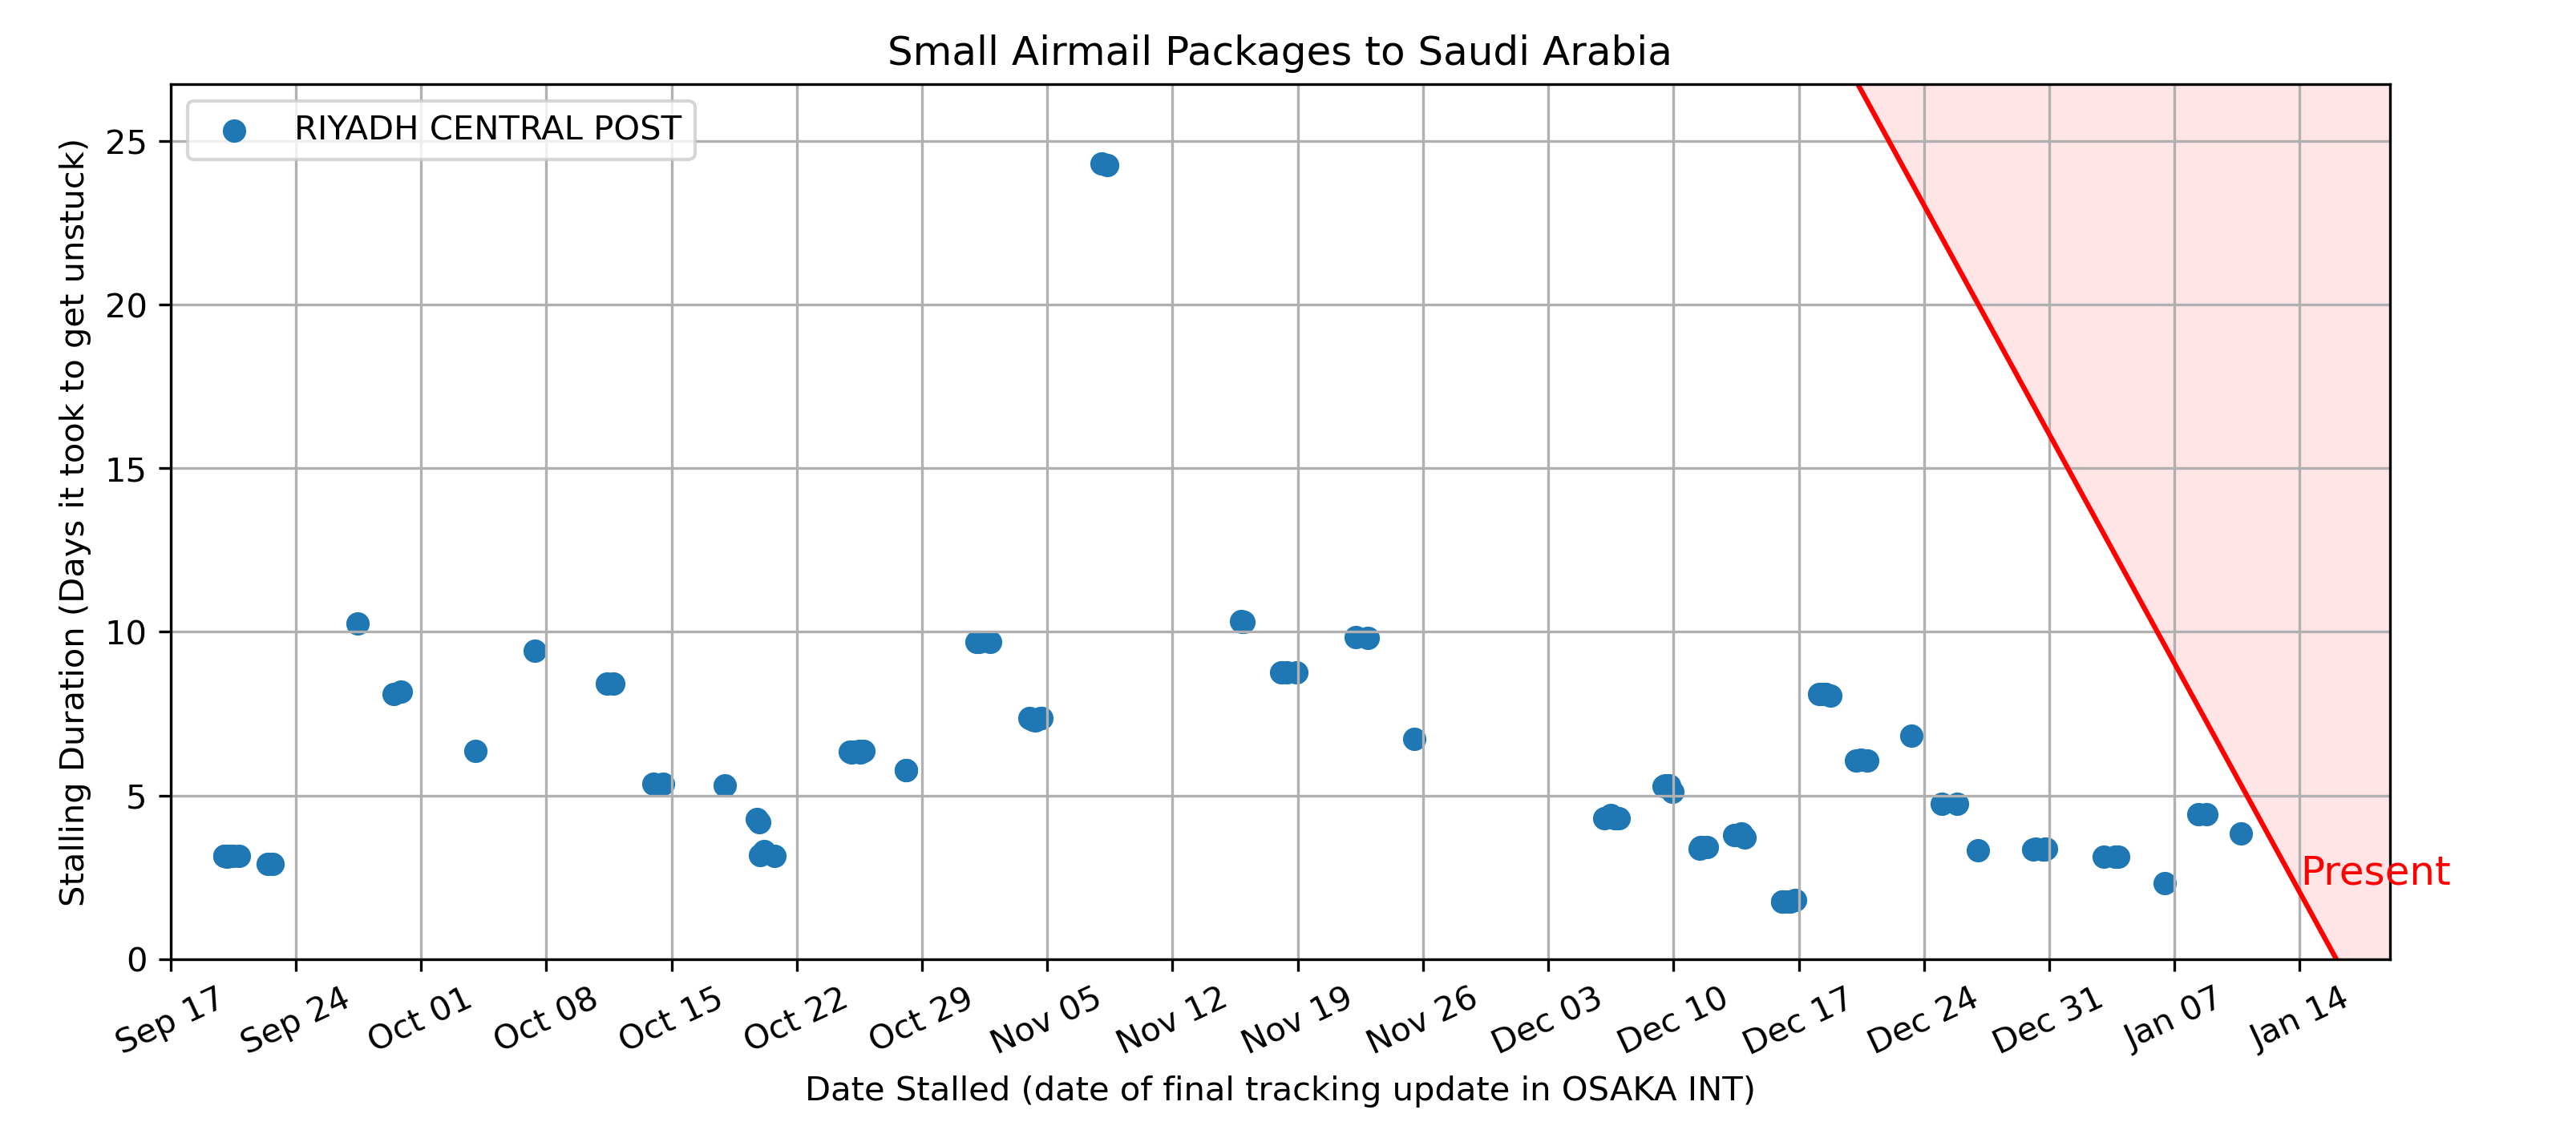 Small Airmail Packages to Saudi Arabia
RIYADH CENTRAL POST
Stalling Duration (Days it took to get unstuck)
25
20
15
10
5
0
Present
Sep 17
Sep 24
Oct 01
Oct 08
Oct 15
Oct 22
Oct 29
Nov 05
Nov 12
Nov 19
Nov 26
Dec 03
Dec 10
Dec 17
Dec 24
Dec 31
Jan 07
Jan 14
Date Stalled (date of final tracking update in OSAKA INT)